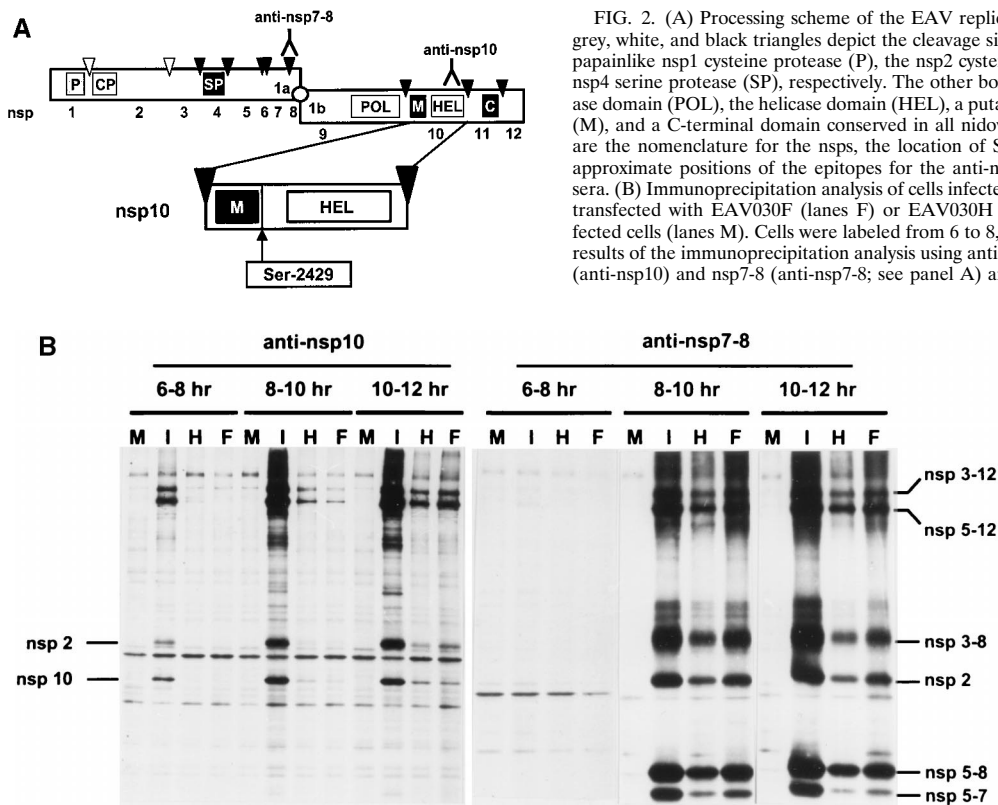 A
anti-nsp7-8
anti-nsp10
P CP SP 1a
nsp 1 2 3 4 5 6 7 8
1b POL M HEL C
9 10 11 12
nsp10 M HEL
Ser-2429
FIG. 2. (A) Processing scheme of the EAV replic
grey, white, and black triangles depict the cleavage si
papainlike nsp1 cysteine protease (P), the nsp2 cyste
nsp4 serine protease (SP), respectively. The other bo
ase domain (POL), the helicase domain (HEL), a puta
(M), and a C-terminal domain conserved in all nidov
are the nomenclature for the nsps, the location of S
approximate positions of the epitopes for the anti-n
sera. (B) Immunoprecipitation analysis of cells infecte
transfected with EAV030F (lanes F) or EAV030H
fected cells (lanes M). Cells were labeled from 6 to 8,
results of the immunoprecipitation analysis using anti
(anti-nsp10) and nsp7-8 (anti-nsp7-8; see panel A) a
B
anti-nsp10 anti-nsp7-8
6-8 hr 8-10 hr 10-12 hr 6-8 hr 8-10 hr 10-12 hr
M I H F M I H F M I H F M I H F M I H F M I H F
nsp 3-12
nsp 5-12
nsp 2 nsp 3-8
nsp 10 nsp 2
nsp 5-8
nsp 5-7